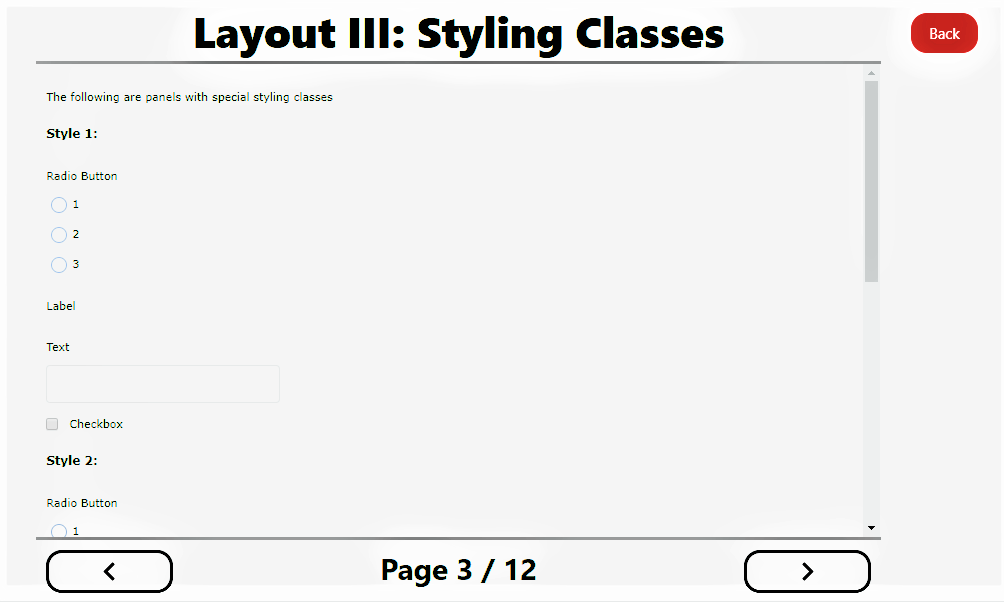 Layout III: Styling Classes
Back
The following are panels with special styling classes
Style 1:
Radio Button
1
2
3
Label
Text
Checkbox
Style 2:
Radio Button
1
Page 3 / 12